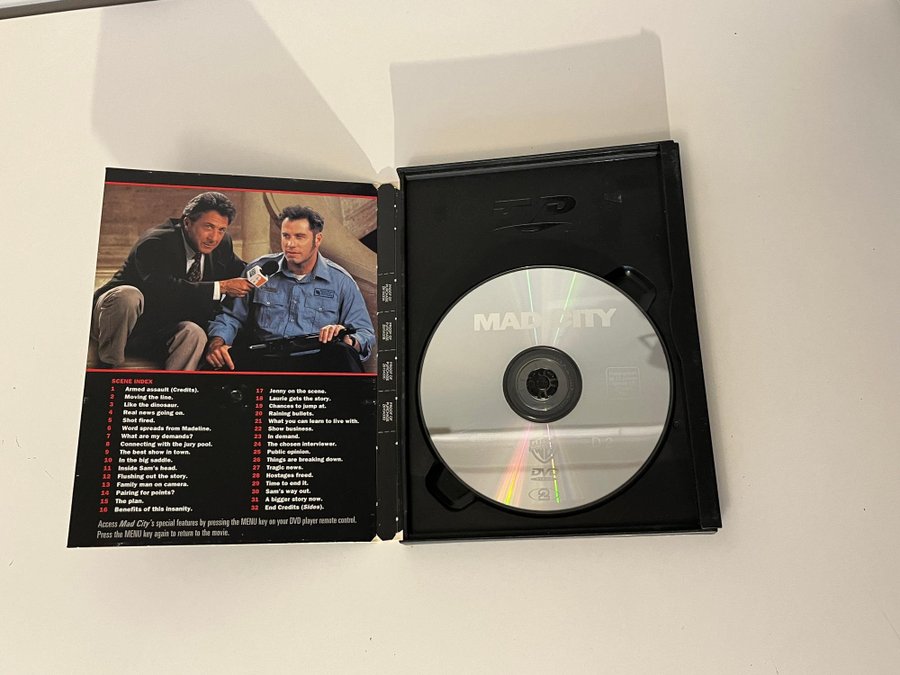 SCENE INDEX
1 Armed assault (Credits).
2 Moving the line.
3 Like the dinosaur.
4 Real news going on.
5 Shot fired.
6 Word spreads from Madeline.
7 What are my demands?
8 Connecting with the jury pool.
9 The best show in town.
10 In the big saddle.
11 Inside Sam's head.
12 Flushing out the story.
13 Family man on camera.
14 Pairing for points?
15 The plan.
16 Benefits of this insanity.
17 Jenny on the scene.
18 Laurie gets the story.
19 Chances to jump at.
20 Raining bullets.
21 What you can learn to live with.
22 Show business.
23 In demand.
24 The chosen interviewer.
25 Public opinion.
26 Things are breaking down.
27 Tragic news.
28 Hostages freed.
29 Time to end it.
30 Sam's way out.
31 A bigger story now.
32 End Credits (Sides).
Access Mad City's special features by pressing the MENU key on your DVD player remote control.
Press the MENU key again to return to the movie.
MAD CITY
DVD